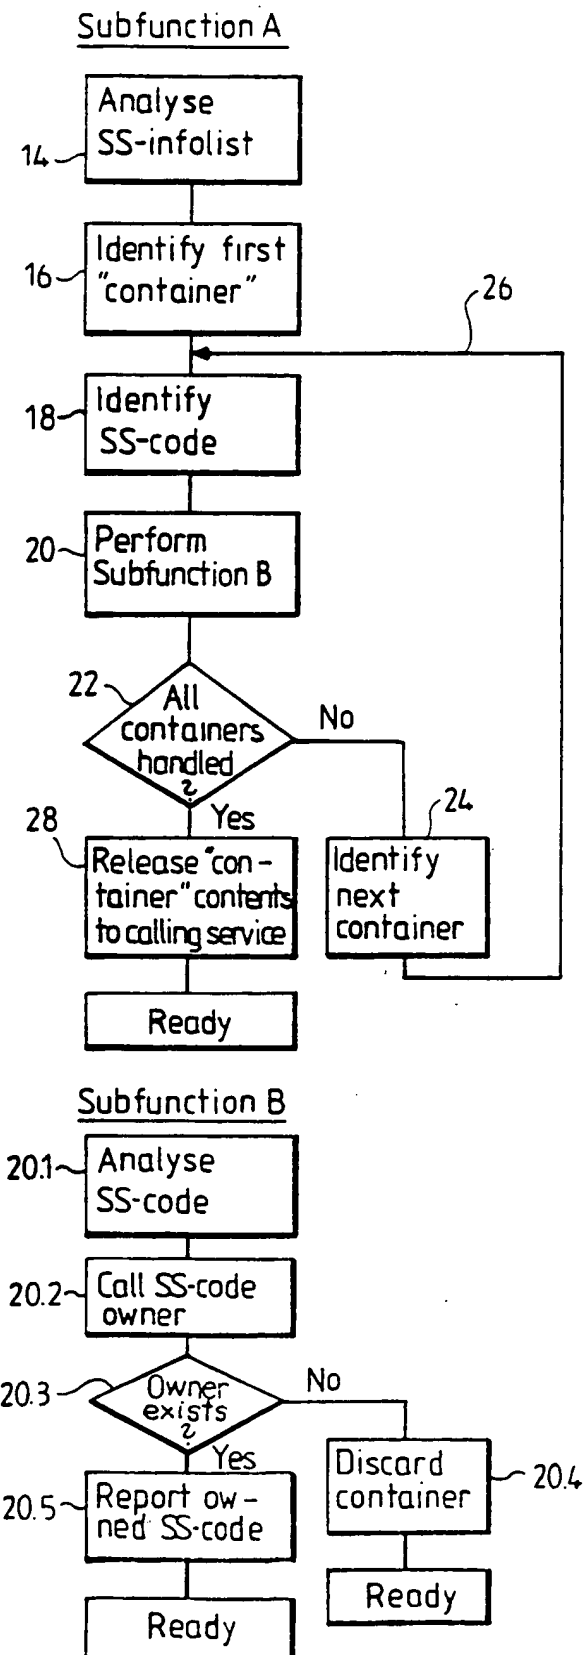 Subfunction A
Analyse
SS-infolist
14
Identify first
"container"
16
26
Identify
SS-code
18
Perform
Subfunction B
20
22
All
containers
handled
?
No
Yes
24
28
Release "con-
tainer" contents
to calling service
Identify
next
container
Ready
Subfunction B
20.1
Analyse
SS-code
20.2
Call SS-code
owner
20.3
Owner
exists
?
No
Yes
Discard
container
20.4
20.5
Report ow-
ned SS-code
Ready
Ready